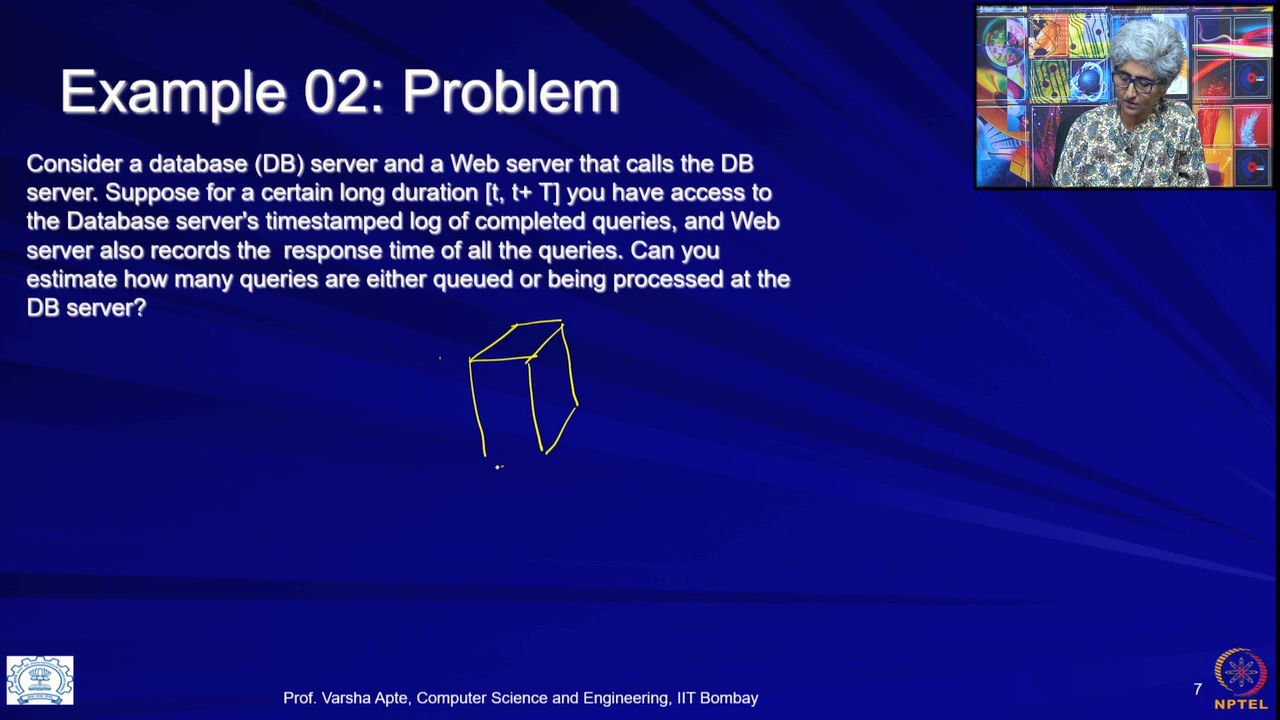 Example 02: Problem
Consider a database (DB) server and a Web server that calls the DB
server. Suppose for a certain long duration [t, t+ T] you have access to
the Database server's timestamped log of completed queries, and Web
server also records the  response time of all the queries. Can you
estimate how many queries are either queued or being processed at the
DB server?
Prof. Varsha Apte, Computer Science and Engineering, IIT Bombay
7
NPTEL